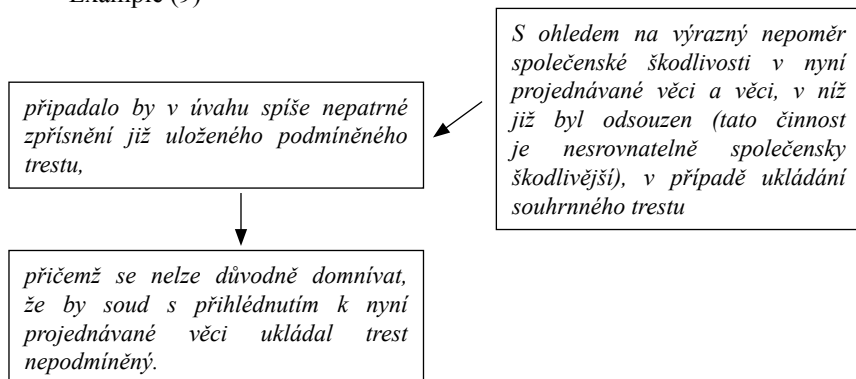 Example (9)
S ohledem na výrazný nepoměr
společenské škodlivosti v nyní
projednávané věci a věci, v níž
již byl odsouzen (tato činnost
je nesrovnatelně společensky
škodlivější), v případě ukládání
souhrnného trestu
připadalo by v úvahu spíše nepatrné
zpřísnění již uloženého podmíněného
trestu,
přičemž se nelze důvodně domnívat,
že by soud s přihlédnutím k nyní
projednávané věci ukládal trest
nepodmíněný.